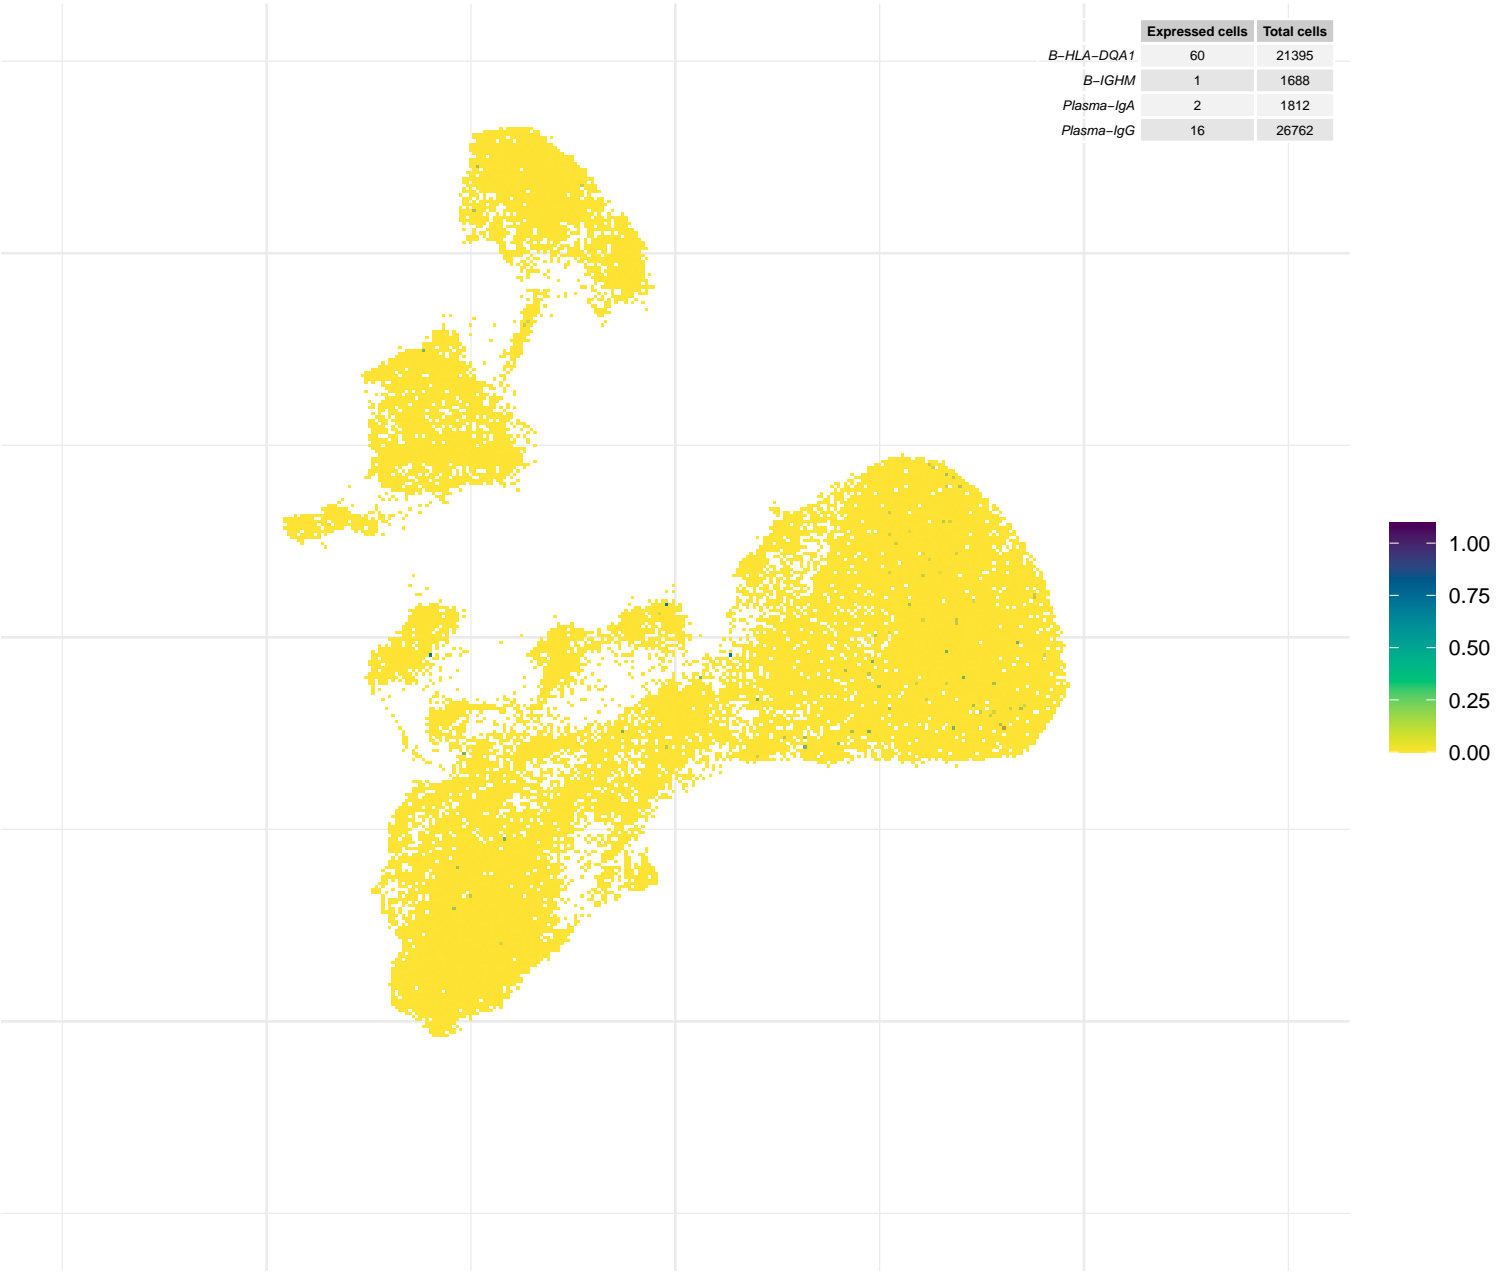 Expressed cells Total cells
B−HLA−DQA1 60 21395
B−IGHM 1 1688
Plasma−IgA 2 1812
Plasma−IgG 16 26762
1.00
0.75
0.50
0.25
0.00